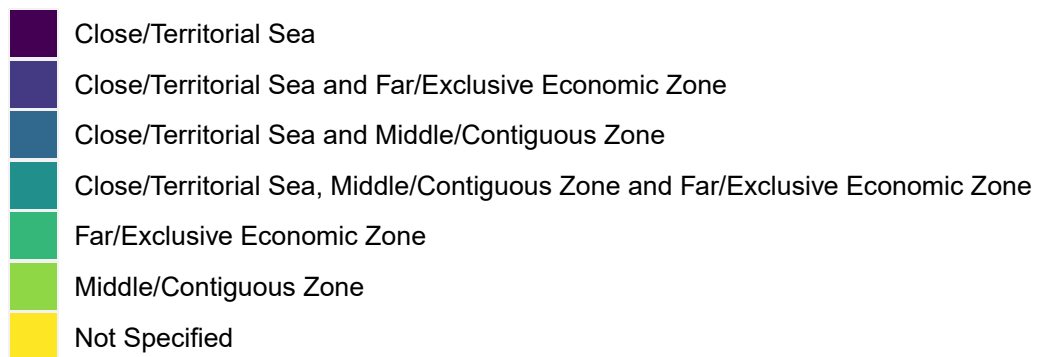 Close/Territorial Sea
Close/Territorial Sea and Far/Exclusive Economic Zone
Close/Territorial Sea and Middle/Contiguous Zone
Close/Territorial Sea, Middle/Contiguous Zone and Far/Exclusive Economic Zone
Far/Exclusive Economic Zone
Middle/Contiguous Zone
Not Specified